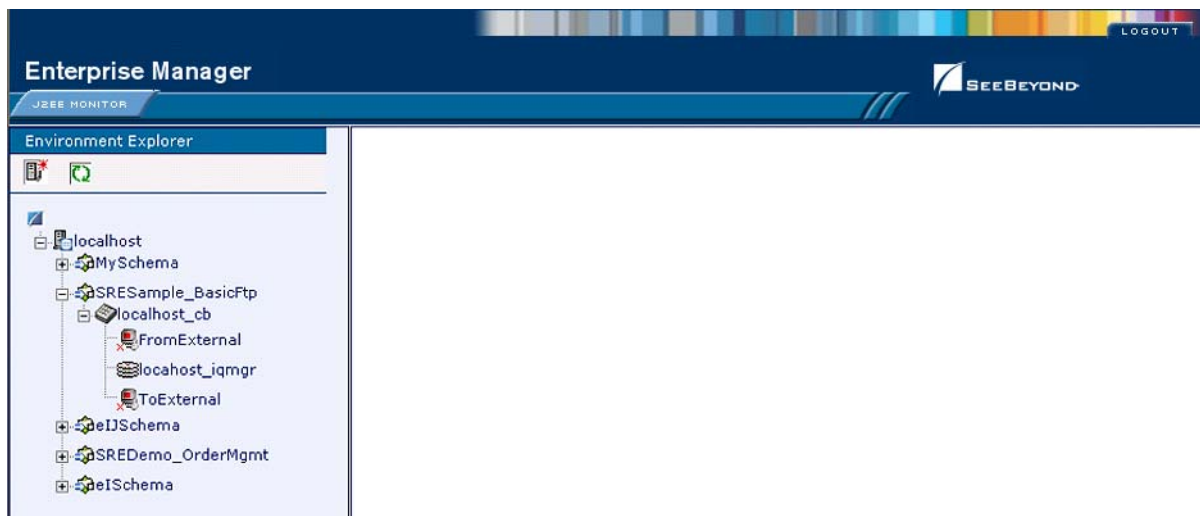 LOGOUT
Enterprise Manager
SEEBEYOND
J2EE MONITOR
Environment Explorer
localhost
MySchema
SRESample_BasicFtp
localhost_cb
FromExternal
locahost_iqmgr
ToExternal
eIJSchema
SREDemo_OrderMgmt
eISchema